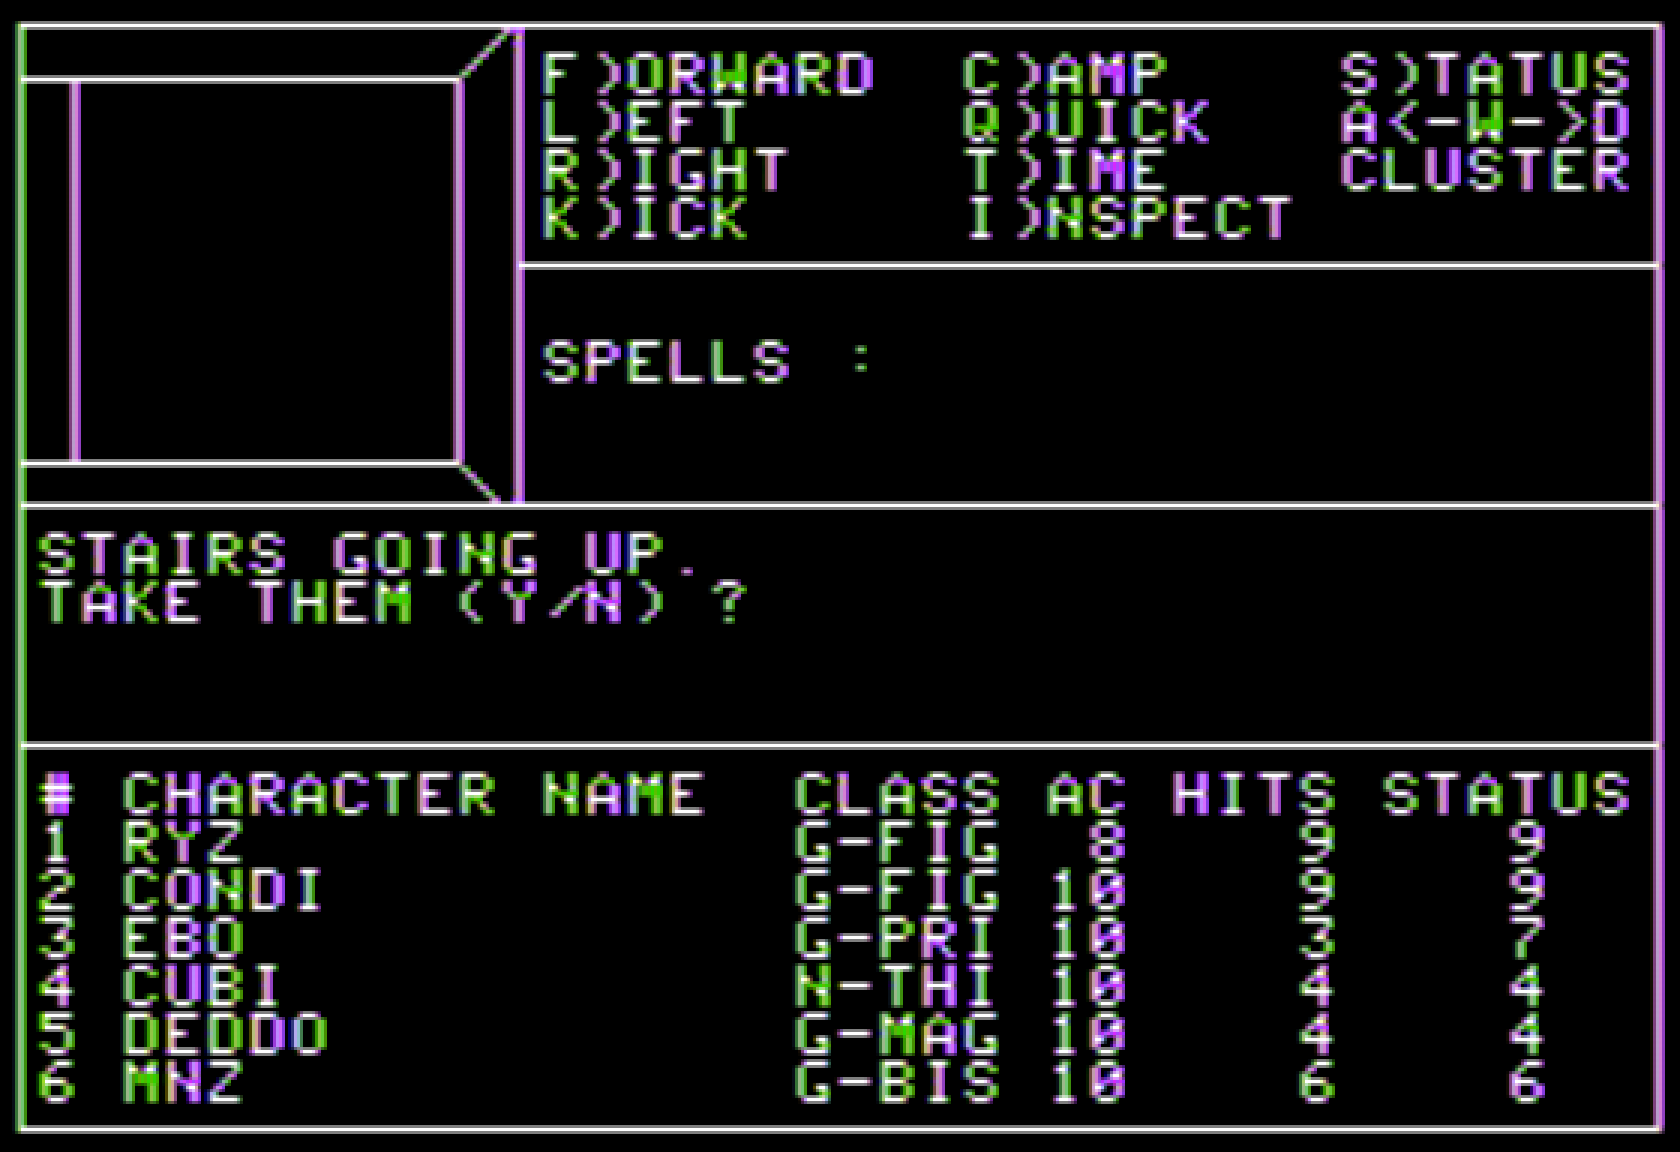 F)ORWARD C)AMP S)TATUS
L)EFT Q)UICK A<-W->D
R)IGHT T)IME CLUSTER
K)ICK I)NSPECT
SPELLS :
STAIRS GOING UP.
TAKE THEM (Y/N) ?
# CHARACTER NAME CLASS AC HITS STATUS
1 RYZ G-FIG 8 9 9
2 CONDI G-FIG 10 9 9
3 EBO G-PRI 10 3 7
4 CUBI N-THI 10 4 4
5 DEDDO G-MAG 10 4 4
6 MNZ G-BIS 10 6 6